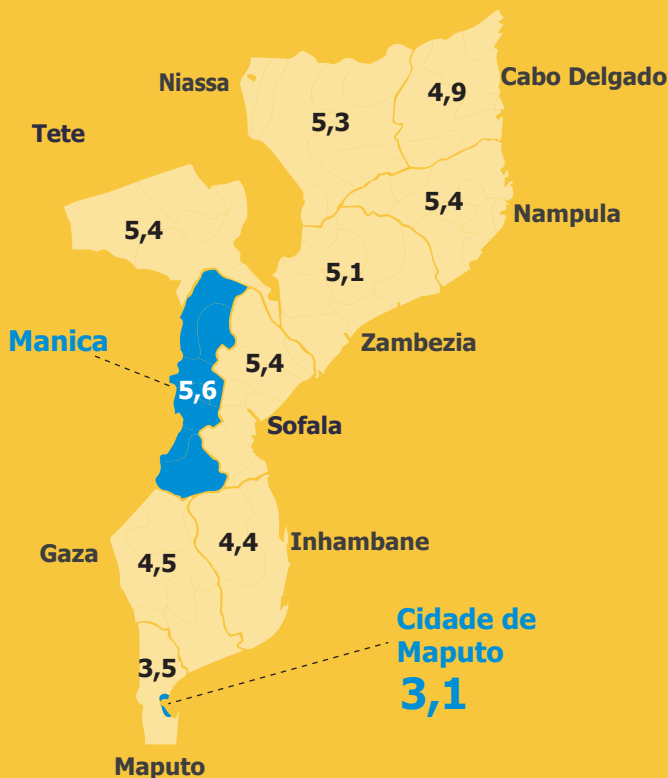 Niassa
Cabo Delgado
4,9
5,3
Tete
5,4
Nampula
5,4
5,1
Manica
Zambezia
5,4
5,6
Sofala
Gaza
4,5
4,4
Inhambane
Cidade de
Maputo
3,1
3,5
Maputo